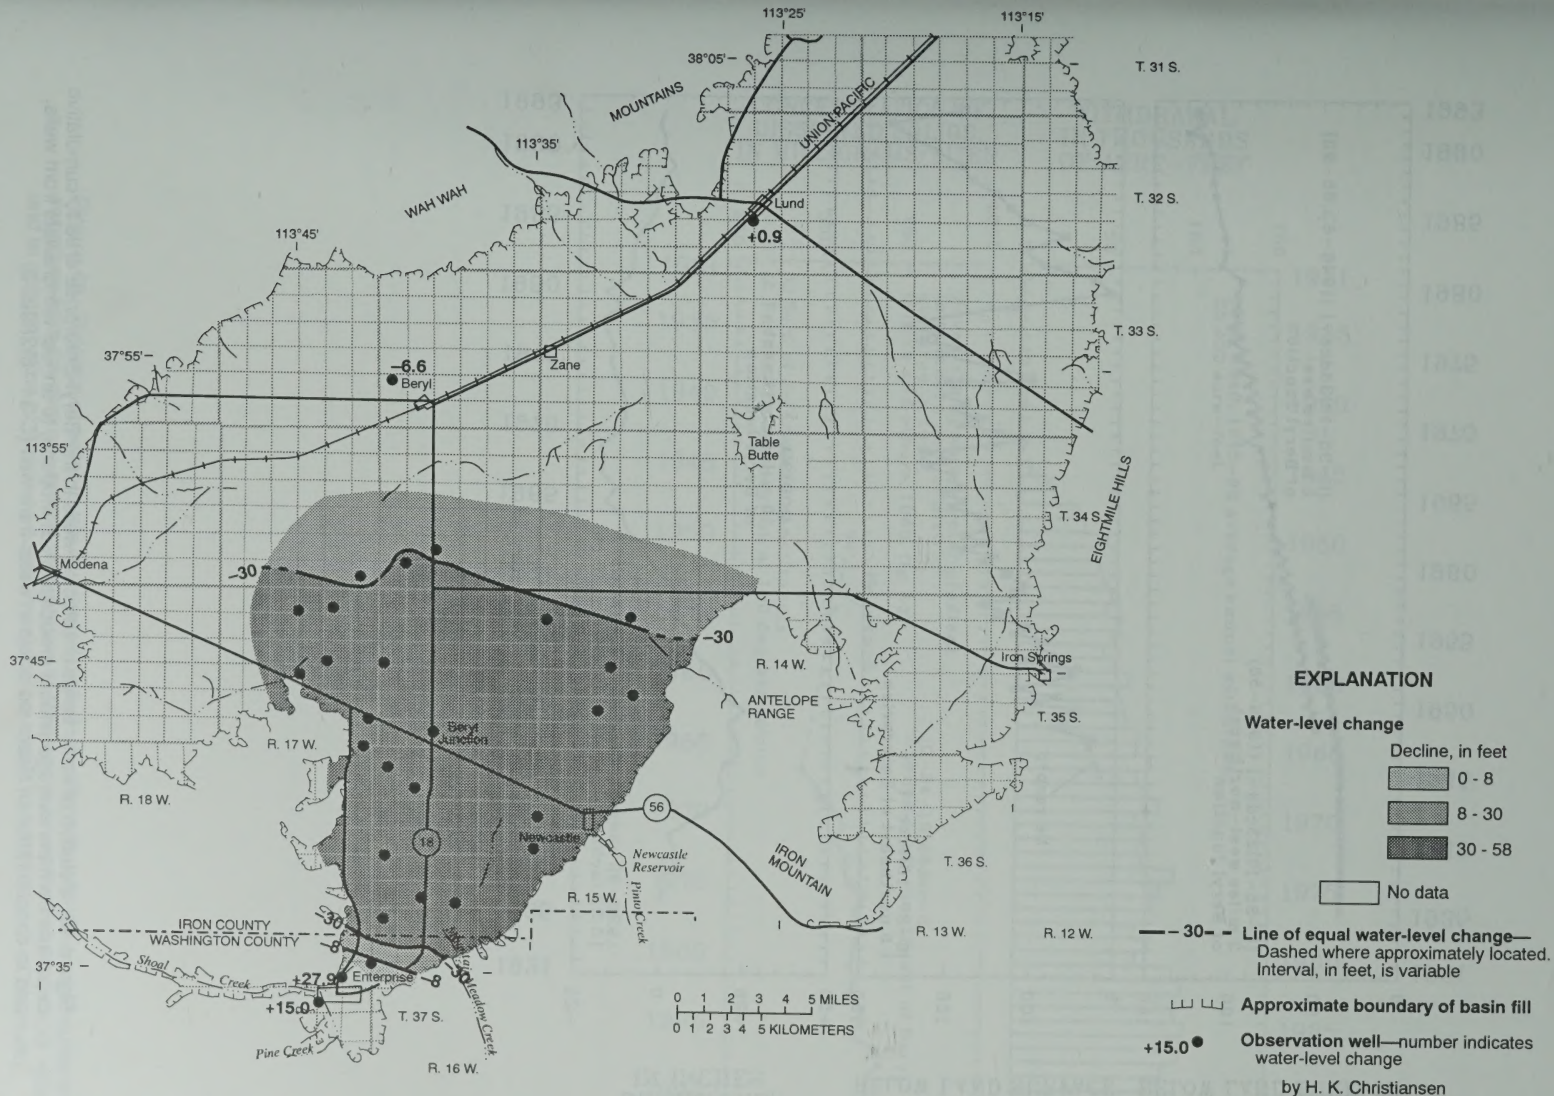 113°25'
113°15'
38°05'
T. 31 S.
MOUNTAINS
UNION PACIFIC
113°35'
WAH WAH
Lund
T. 32 S.
+0.9
113°45'
T. 33 S.
37°55'
–6.6
Beryl
Zane
113°55'
Table
Butte
EIGHTMILE HILLS
T. 34 S.
Modena
–30
–30
37°45'
R. 14 W.
Iron Springs
ANTELOPE
RANGE
T. 35 S.
R. 17 W.
Beryl
Junction
R. 18 W.
56
18
Newcastle
Newcastle
Reservoir
IRON
MOUNTAIN
T. 36 S.
Pinto Creek
R. 15 W.
R. 13 W.
R. 12 W.
IRON COUNTY
WASHINGTON COUNTY
–30
–8
37°35'
Shoal
Creek
+27.9
Enterprise
–8
–30
Meadow Creek
+15.0
T. 37 S.
Pine Creek
R. 16 W.
0 1 2 3 4 5 MILES
0 1 2 3 4 5 KILOMETERS
EXPLANATION
Water-level change
Decline, in feet
0 - 8
8 - 30
30 - 58
No data
–30– Line of equal water-level change—
Dashed where approximately located.
Interval, in feet, is variable
Approximate boundary of basin fill
+15.0 Observation well—number indicates
water-level change
by H. K. Christiansen